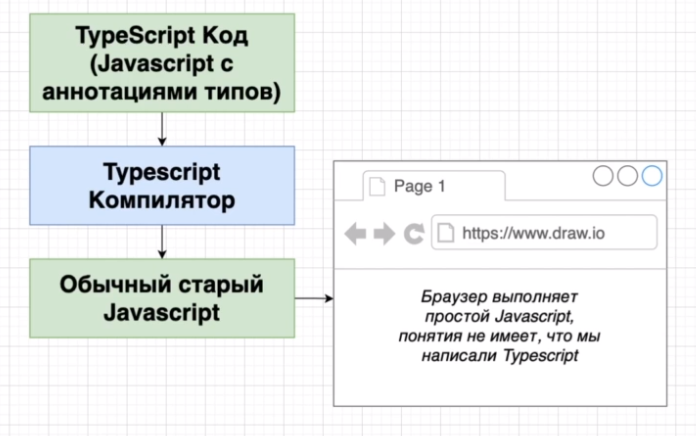 TypeScript Код
(Javascript с
аннотациями типов)
Typescript
Компилятор
Обычный старый
Javascript
Page 1
https://www.draw.io
Браузер выполняет
простой Javascript,
понятия не имеет, что мы
написали Typescript